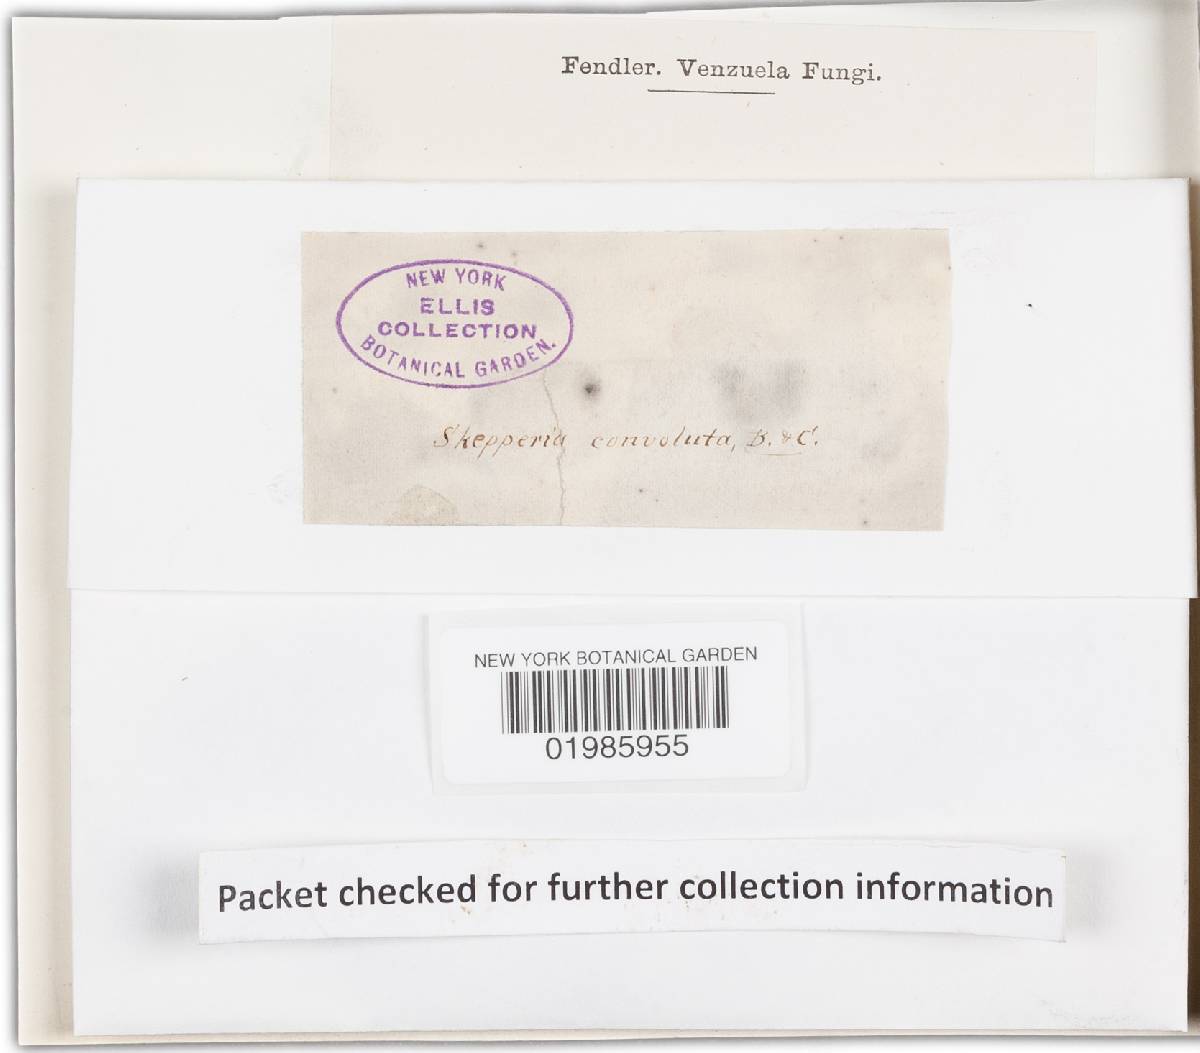 Fendler. Venzuela Fungi.
NEW YORK
ELLIS
COLLECTION
BOTANICAL GARDEN.
Skepperia convoluta, B. & C.
NEW YORK BOTANICAL GARDEN
01985955
Packet checked for further collection information